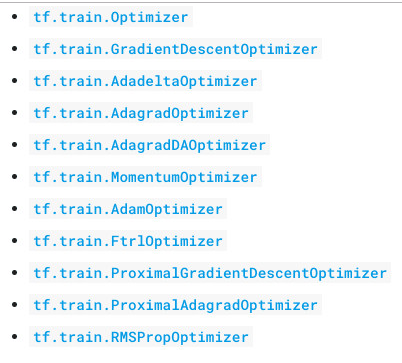 tf.train.Optimizer
tf.train.GradientDescentOptimizer
tf.train.AdadeltaOptimizer
tf.train.AdagradOptimizer
tf.train.AdagradDAOptimizer
tf.train.MomentumOptimizer
tf.train.AdamOptimizer
tf.train.FtrlOptimizer
tf.train.ProximalGradientDescentOptimizer
tf.train.ProximalAdagradOptimizer
tf.train.RMSPropOptimizer